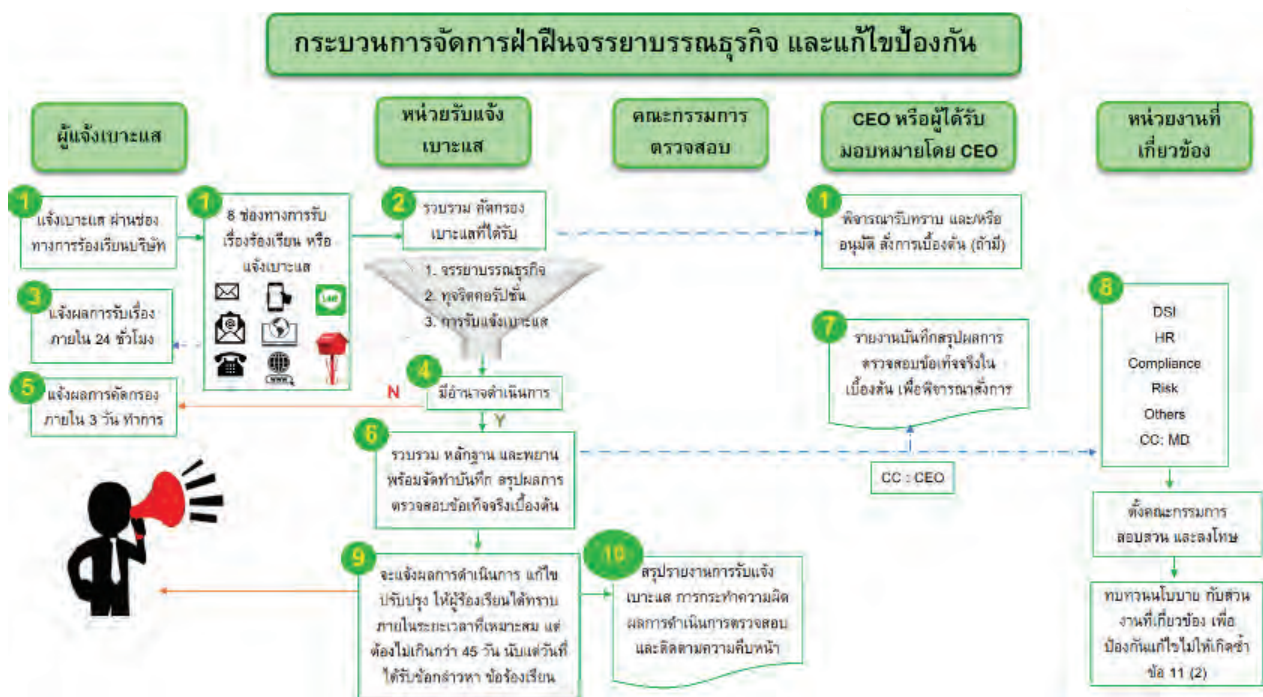 กระบวนการจัดการฝ่าฝืนจรรยาบรรณธุรกิจ และแก้ไขป้องกัน
ผู้แจ้งเบาะแส
หน่วยรับแจ้ง
เบาะแส
คณะกรรมการ
ตรวจสอบ
CEO หรือผู้ได้รับ
มอบหมายโดย CEO
หน่วยงานที่
เกี่ยวข้อง
1
แจ้งเบาะแส ผ่านช่อง
ทางการร้องเรียนบริษัท
1
8 ช่องทางการรับ
เรื่องร้องเรียน หรือ
แจ้งเบาะแส
LINE
www.
2
รวบรวม คัดกรอง
เบาะแสที่ได้รับ
1. จรรยาบรรณธุรกิจ
2. ทุจริตคอรัปชั่น
3. การรับแจ้งเบาะแส
1
พิจารณารับทราบ และ/หรือ
อนุมัติ สั่งการเบื้องต้น (ถ้ามี)
3
แจ้งผลการรับเรื่อง
ภายใน 24 ชั่วโมง
4
มีอำนาจดำเนินการ
N
Y
5
แจ้งผลการคัดกรอง
ภายใน 3 วัน ทำการ
6
รวบรวม หลักฐาน และพยาน
พร้อมจัดทำบันทึก สรุปผลการ
ตรวจสอบข้อเท็จจริงเบื้องต้น
7
รายงานบันทึกสรุปผลการ
ตรวจสอบข้อเท็จจริงใน
เบื้องต้น เพื่อพิจารณาสั่งการ
CC : CEO
8
DSI
HR
Compliance
Risk
Others
CC: MD
ตั้งคณะกรรมการ
สอบสวน และลงโทษ
ทบทวนนโยบาย กับส่วน
งานที่เกี่ยวข้อง เพื่อ
ป้องกันแก้ไขไม่ให้เกิดซ้ำ
ข้อ 11 (2)
9
จะแจ้งผลการดำเนินการ แก้ไข
ปรับปรุง ให้ผู้ร้องเรียนได้ทราบ
ภายในระยะเวลาที่เหมาะสม แต่
ต้องไม่เกินกว่า 45 วัน นับแต่วันที่
ได้รับข้อกล่าวหา ข้อร้องเรียน
10
สรุปรายงานการรับแจ้ง
เบาะแส การกระทำความผิด
ผลการดำเนินการตรวจสอบ
และติดตามความคืบหน้า